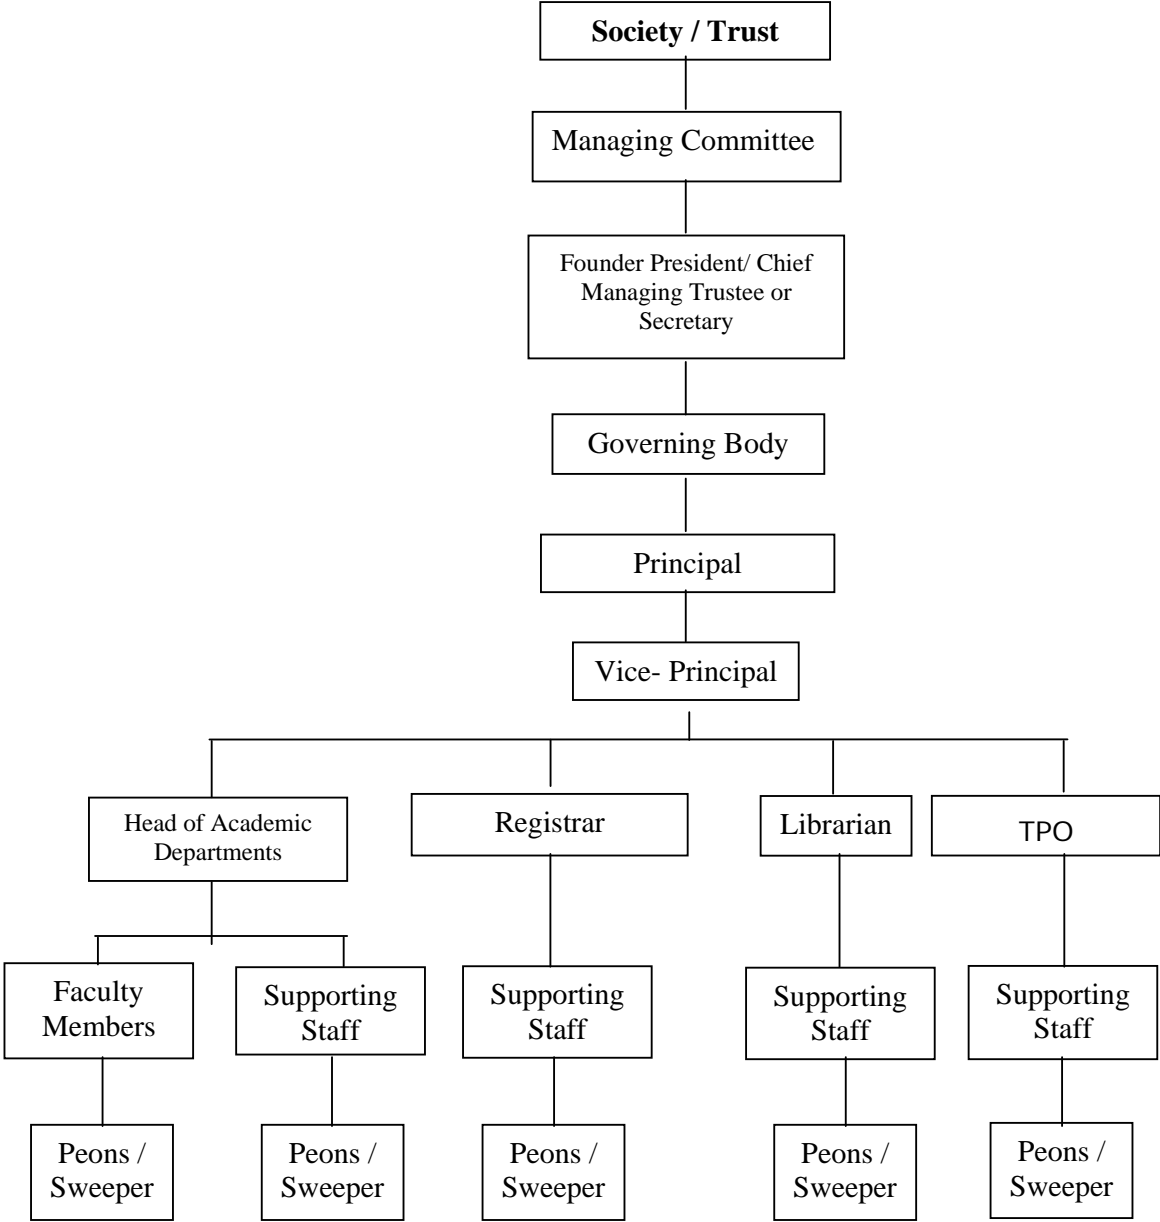 Society / Trust
Managing Committee
Founder President/ Chief
Managing Trustee or
Secretary
Governing Body
Principal
Vice- Principal
Head of Academic
Departments
Registrar
Librarian
TPO
Faculty
Members
Supporting
Staff
Supporting
Staff
Supporting
Staff
Supporting
Staff
Peons /
Sweeper
Peons /
Sweeper
Peons /
Sweeper
Peons /
Sweeper
Peons /
Sweeper